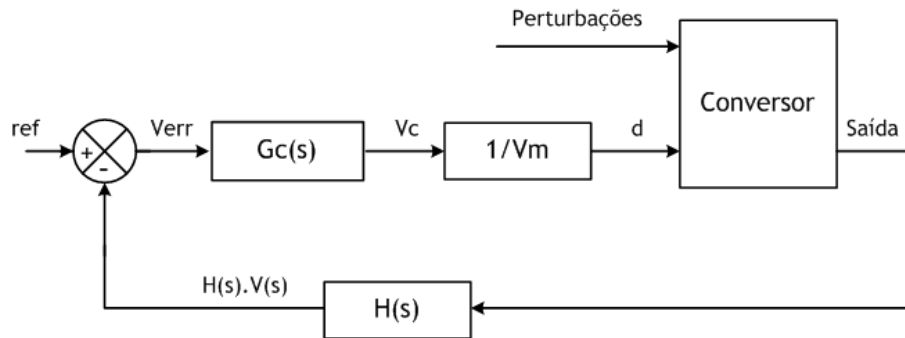 Perturbações
Conversor
ref
+
-
Verr
Gc(s)
Vc
1/Vm
d
Saída
H(s).V(s)
H(s)